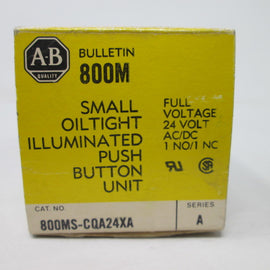 A-B
QUALITY
BULLETIN
800M
SMALL
OILTIGHT
ILLUMINATED
PUSH
BUTTON
UNIT
FULL
VOLTAGE
24 VOLT
AC/DC
1 NO/1 NC
CAT. NO.
800MS-CQA24XA
SERIES
A